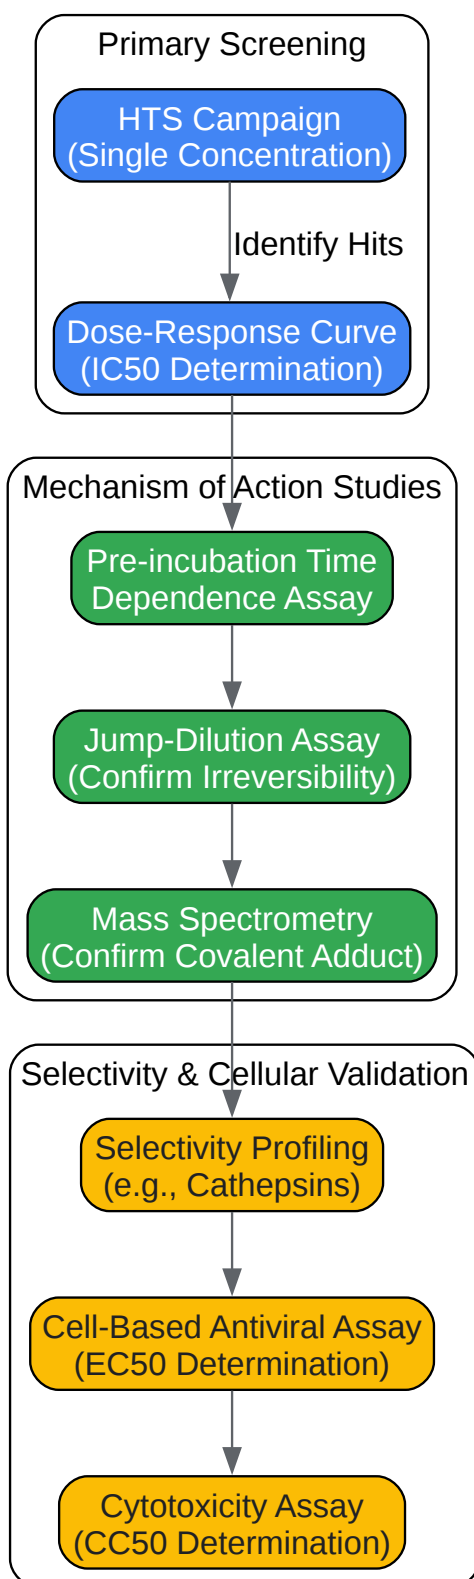 Primary Screening
HTS Campaign
(Single Concentration)
Identify Hits
Dose-Response Curve
(IC50 Determination)
Mechanism of Action Studies
Pre-incubation Time
Dependence Assay
Jump-Dilution Assay
(Confirm Irreversibility)
Mass Spectrometry
(Confirm Covalent Adduct)
Selectivity & Cellular Validation
Selectivity Profiling
(e.g., Cathepsins)
Cell-Based Antiviral Assay
(EC50 Determination)
Cytotoxicity Assay
(CC50 Determination)